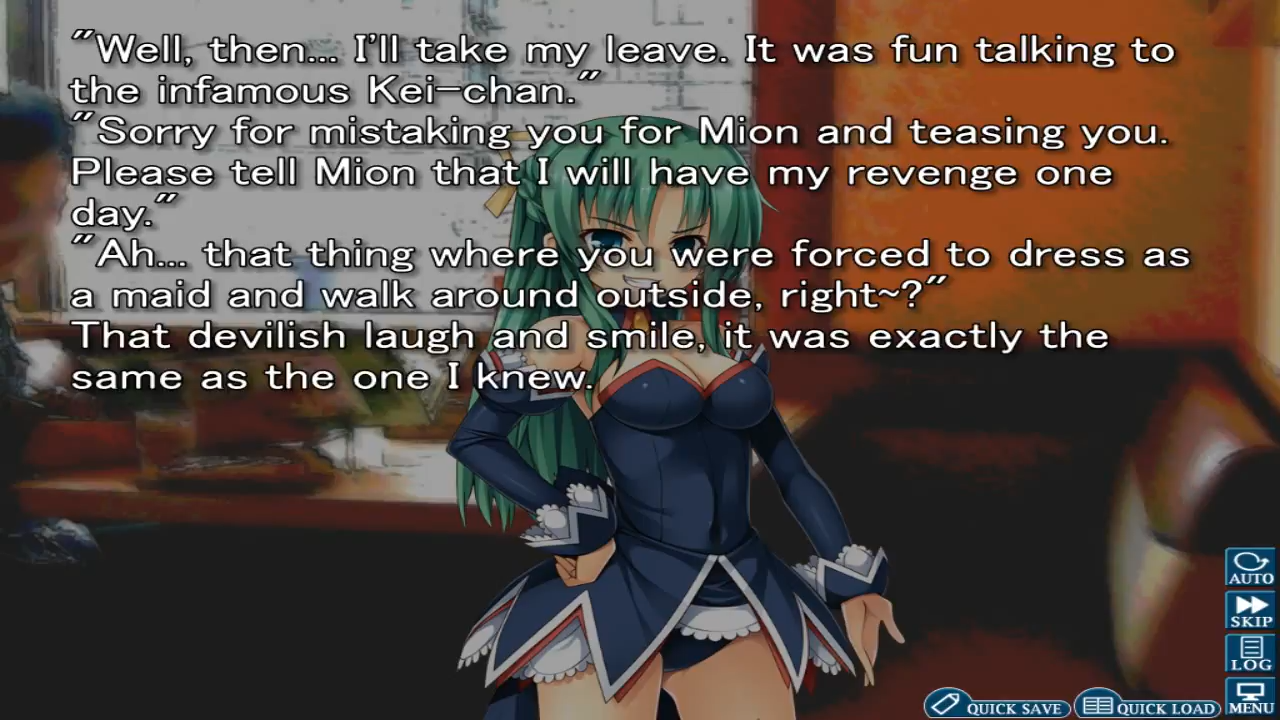 "Well, then... I'll take my leave. It was fun talking to
the infamous Kei-chan."
"Sorry for mistaking you for Mion and teasing you.
Please tell Mion that I will have my revenge one
day."
"Ah... that thing where you were forced to dress as
a maid and walk around outside, right~?"
That devilish laugh and smile, it was exactly the
same as the one I knew.
AUTO
SKIP
LOG
MENU
QUICK SAVE
QUICK LOAD